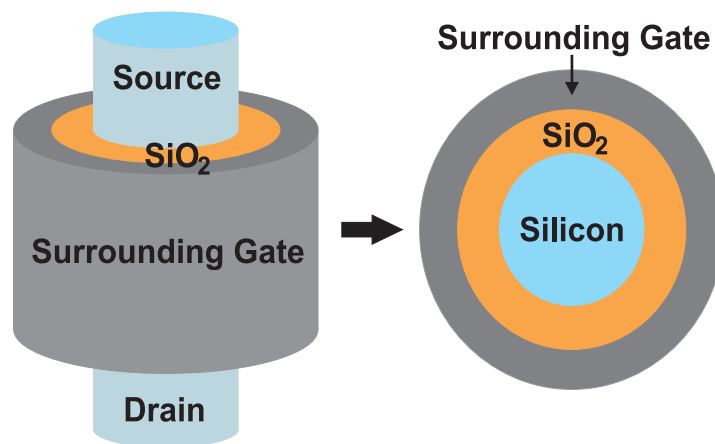 Source
SiO₂
Surrounding Gate
Drain
Surrounding Gate
SiO₂
Silicon